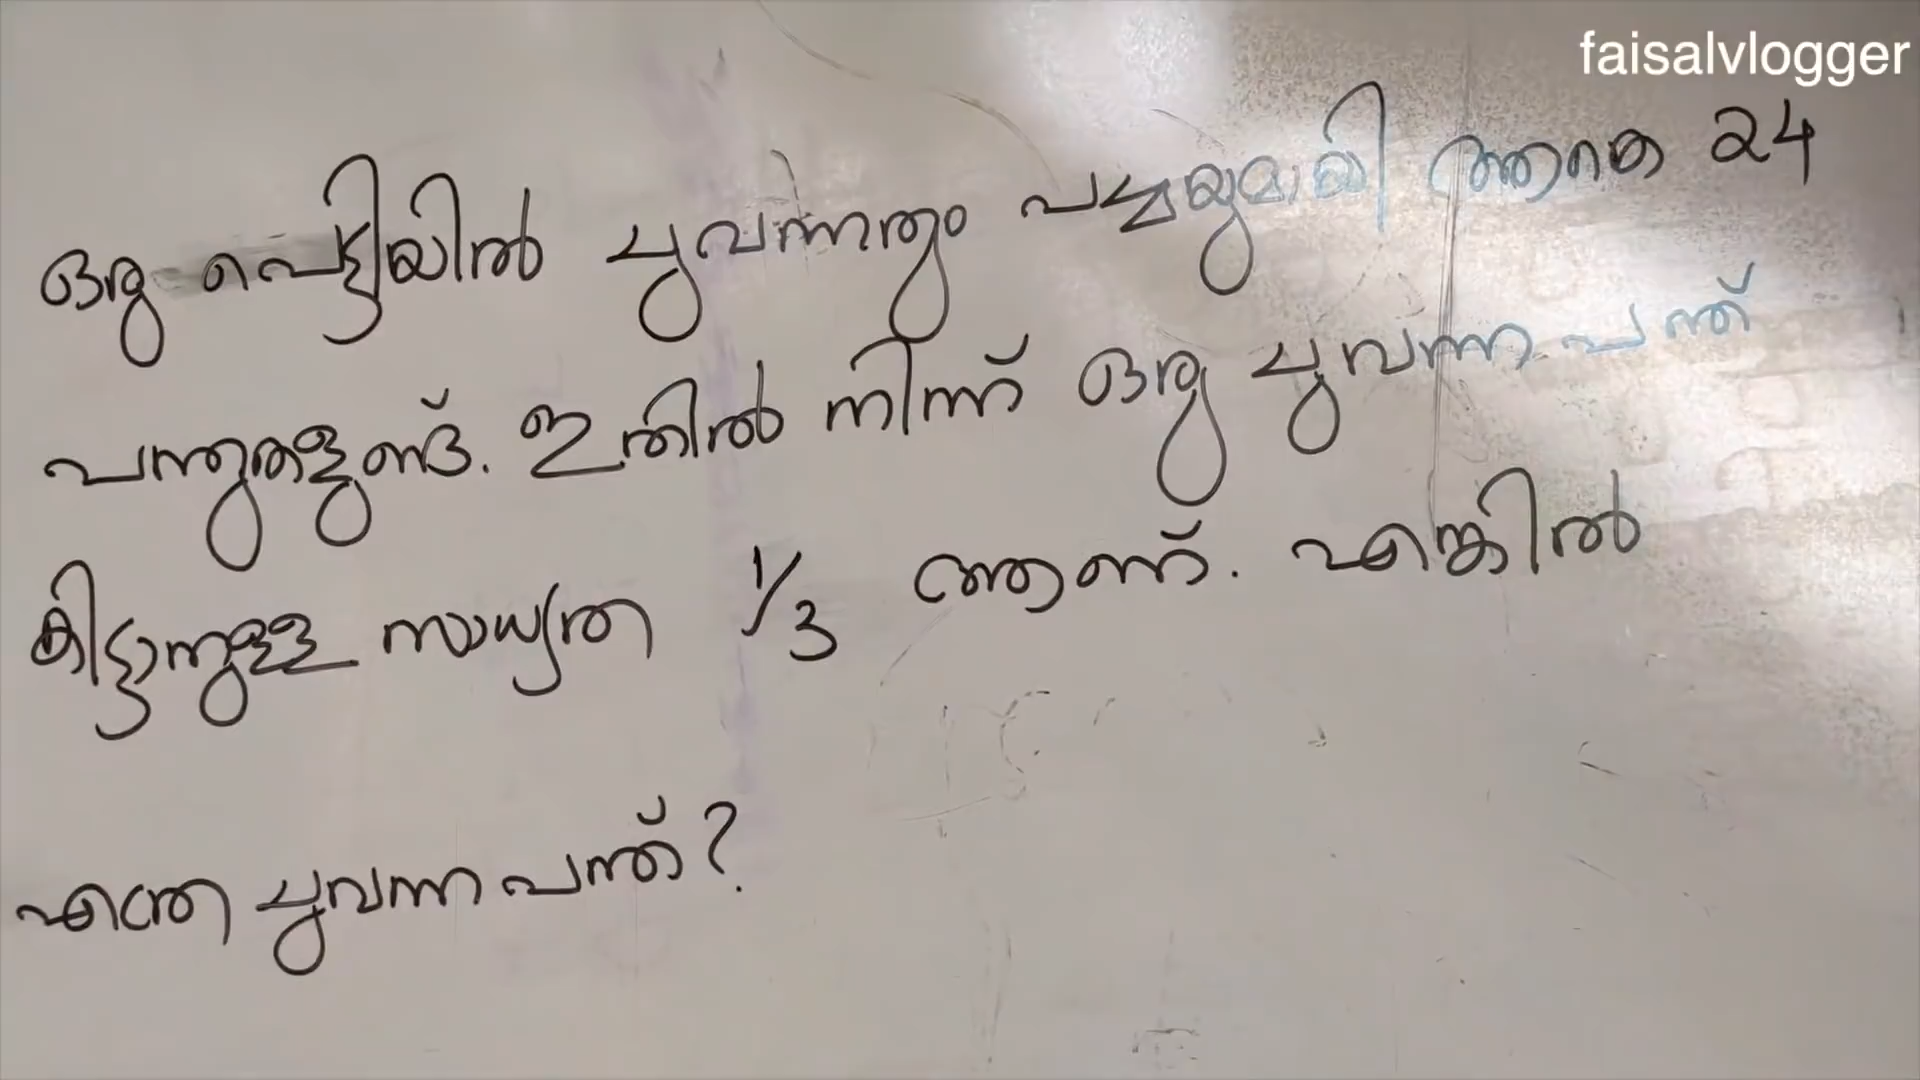 faisalvlogger
ഒരു പെട്ടിയിൽ ചുവന്നതും പച്ചയുമായി ആകെ 24
പന്തുകളുണ്ട്. ഇതിൽ നിന്ന് ഒരു ചുവന്ന പന്ത്
കിട്ടാനുള്ള സാധ്യത 1/3 ആണ്. എങ്കിൽ
എത്ര ചുവന്ന പന്ത്?